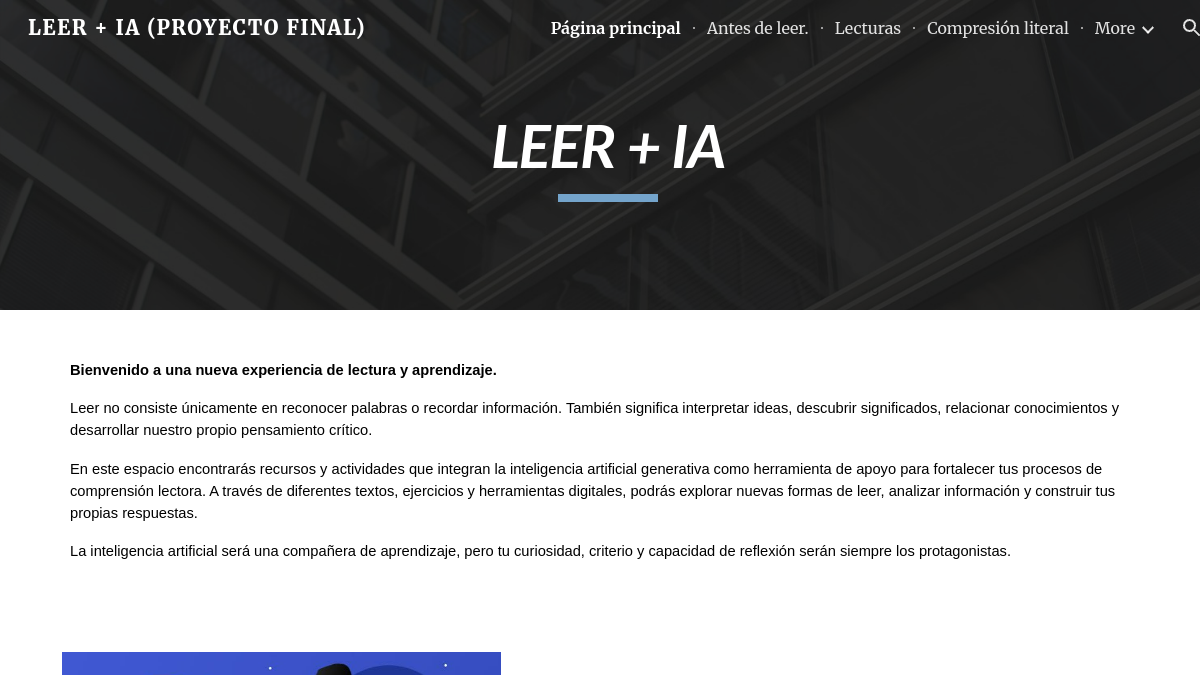 LEER + IA (PROYECTO FINAL)
Página principal · Antes de leer. · Lecturas · Compresión literal · More
LEER + IA
Bienvenido a una nueva experiencia de lectura y aprendizaje.
Leer no consiste únicamente en reconocer palabras o recordar información. También significa interpretar ideas, descubrir significados, relacionar conocimientos y
desarrollar nuestro propio pensamiento crítico.
En este espacio encontrarás recursos y actividades que integran la inteligencia artificial generativa como herramienta de apoyo para fortalecer tus procesos de
comprensión lectora. A través de diferentes textos, ejercicios y herramientas digitales, podrás explorar nuevas formas de leer, analizar información y construir tus
propias respuestas.
La inteligencia artificial será una compañera de aprendizaje, pero tu curiosidad, criterio y capacidad de reflexión serán siempre los protagonistas.